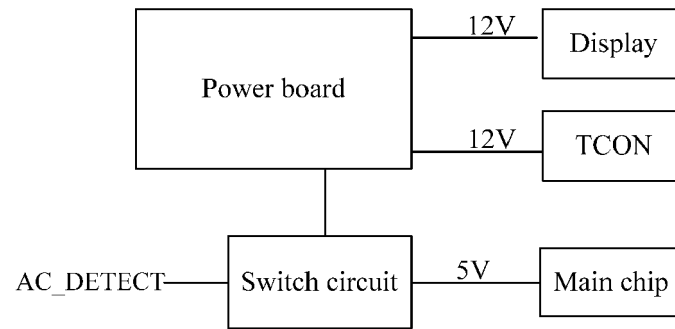 12V
Display
Power board
12V
TCON
AC_DETECT
Switch circuit
5V
Main chip